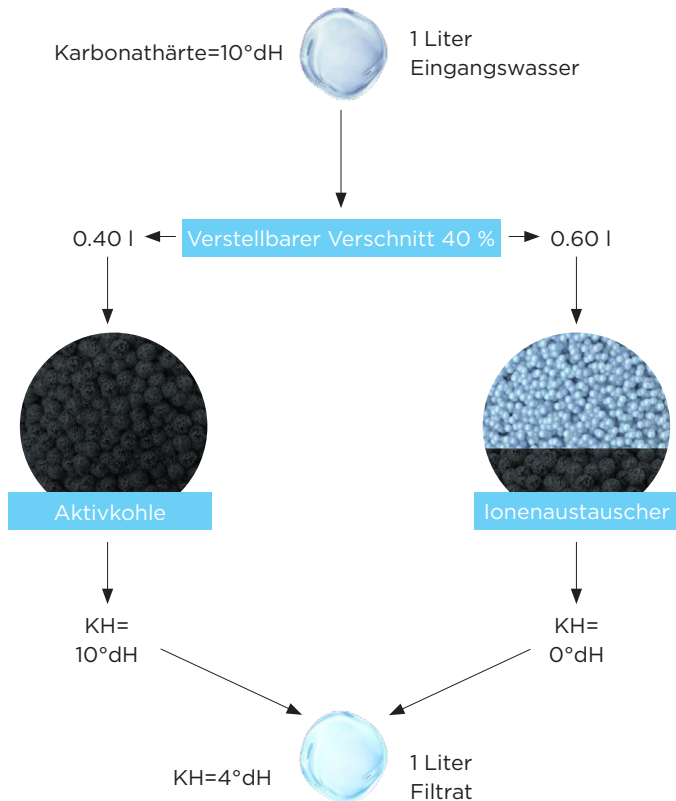 Karbonathärte=10°dH
1 Liter
Eingangswasser
0.40 l
Verstellbarer Verschnitt 40 %
0.60 l
Aktivkohle
Ionenaustauscher
KH=
10°dH
KH=
0°dH
KH=4°dH
1 Liter
Filtrat